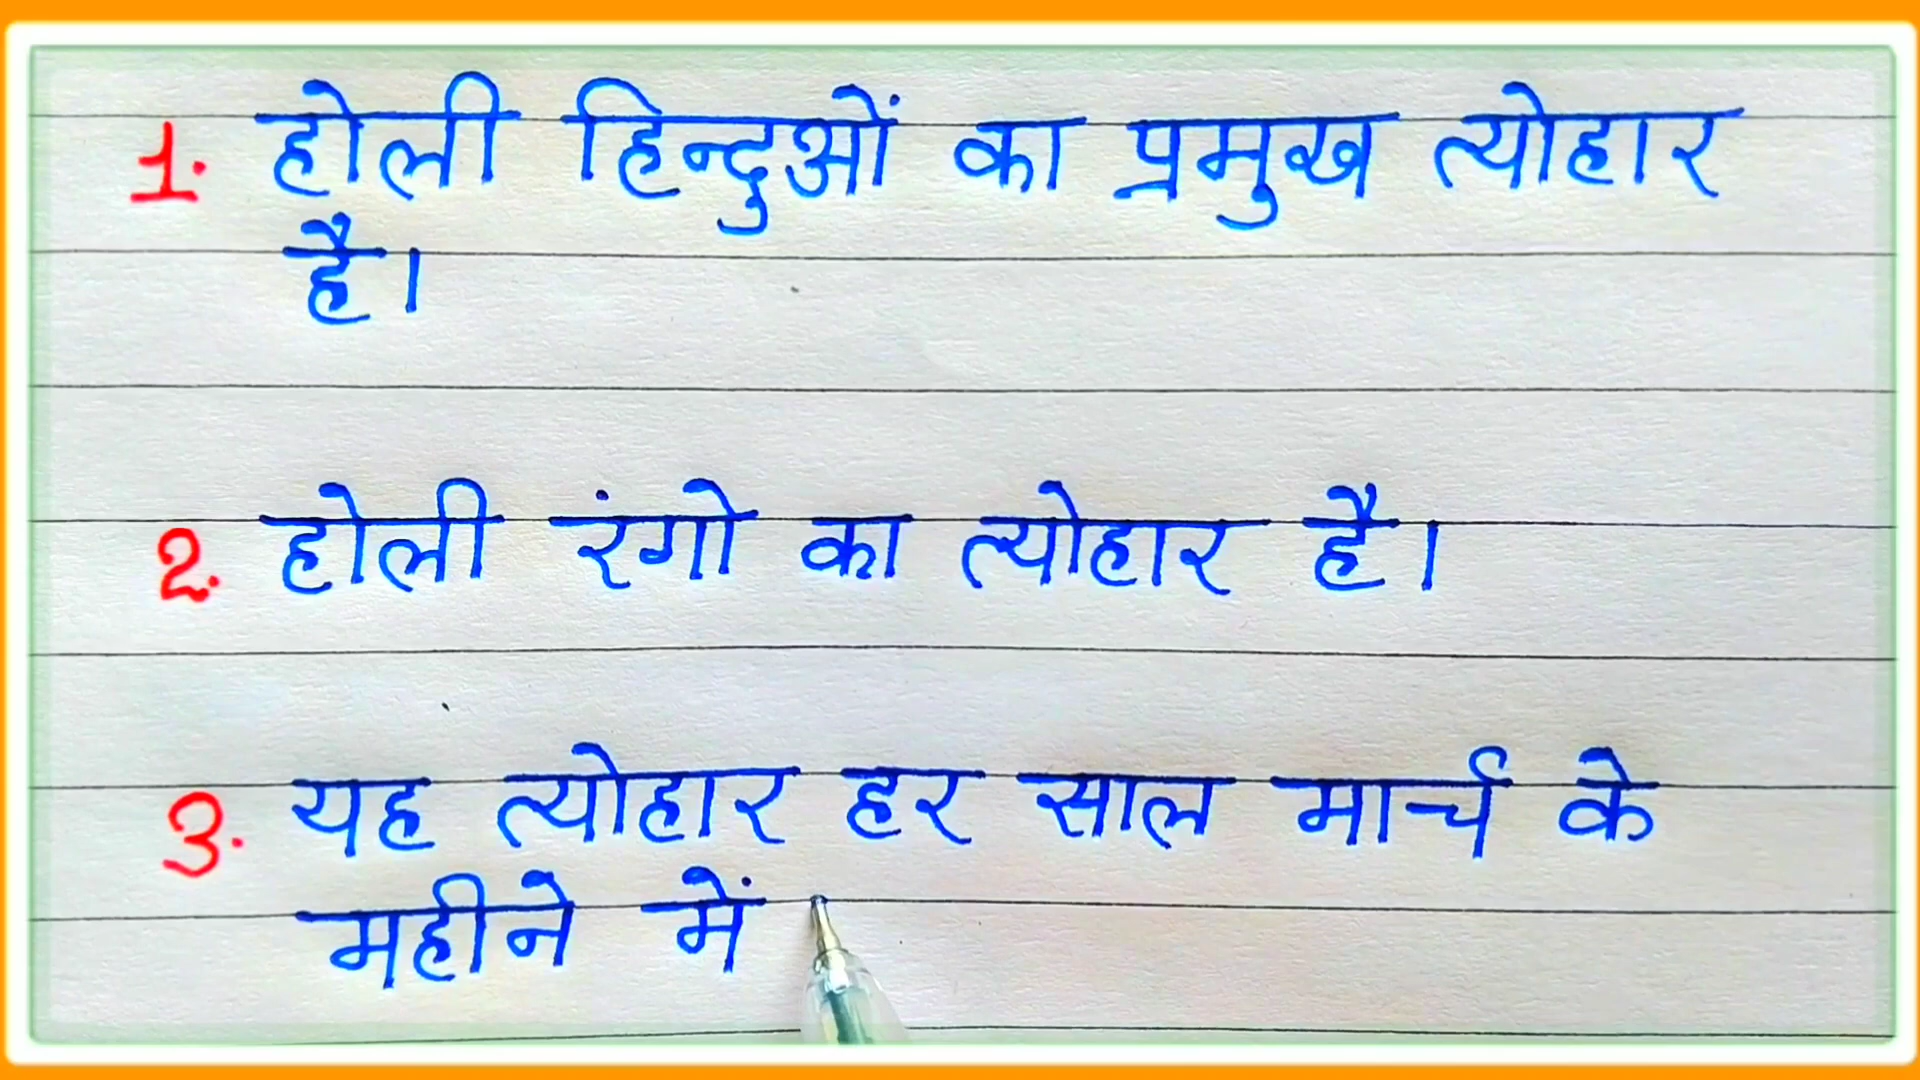 1. होली हिन्दुओं का प्रमुख त्योहार
है।
2. होली रंगो का त्योहार है।
3. यह त्योहार हर साल मार्च के
महीने में